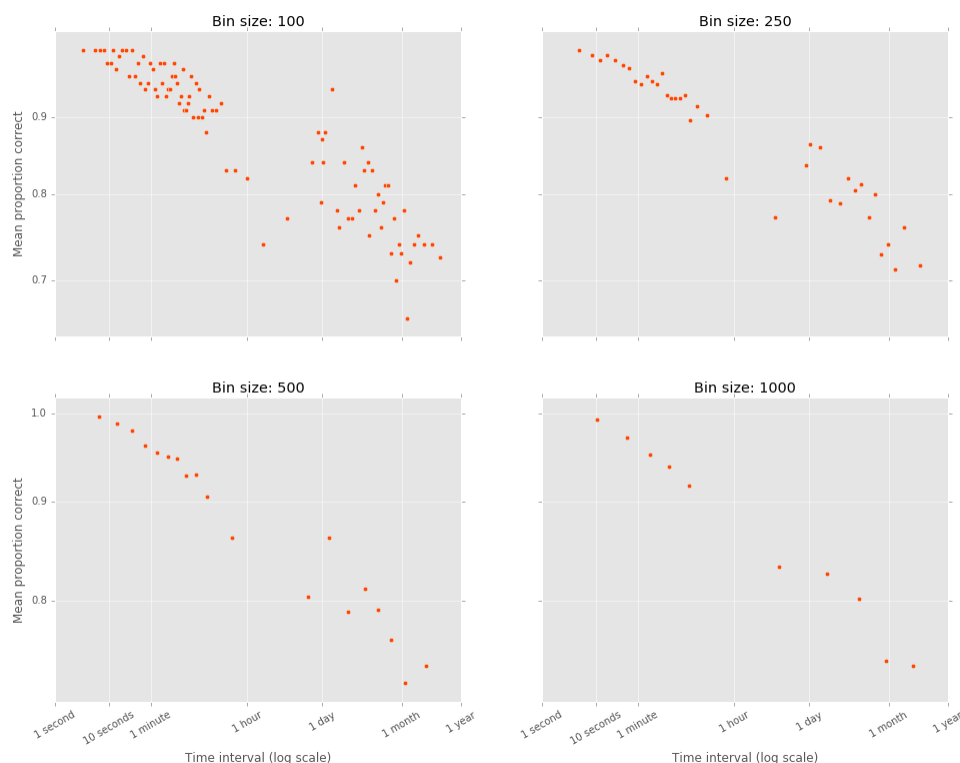 Bin size: 100
Bin size: 250
Mean proportion correct
0.9
0.8
0.7
Bin size: 500
Bin size: 1000
Mean proportion correct
1.0
0.9
0.8
1 second
10 seconds
1 minute
1 hour
1 day
1 month
1 year
1 second
10 seconds
1 minute
1 hour
1 day
1 month
1 year
Time interval (log scale)
Time interval (log scale)